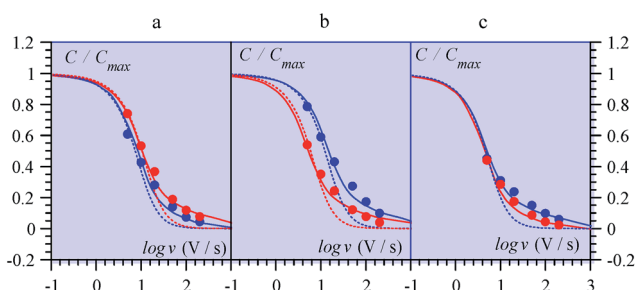 a b c
1.2 C / Cmax C / Cmax C / Cmax 1.2
1 1
0.8 0.8
0.6 0.6
0.4 0.4
0.2 0.2
0 0
log v (V / s) log v (V / s) log v (V / s)
-0.2 -0.2
-1 0 1 2 -1 0 1 2 -1 0 1 2 3